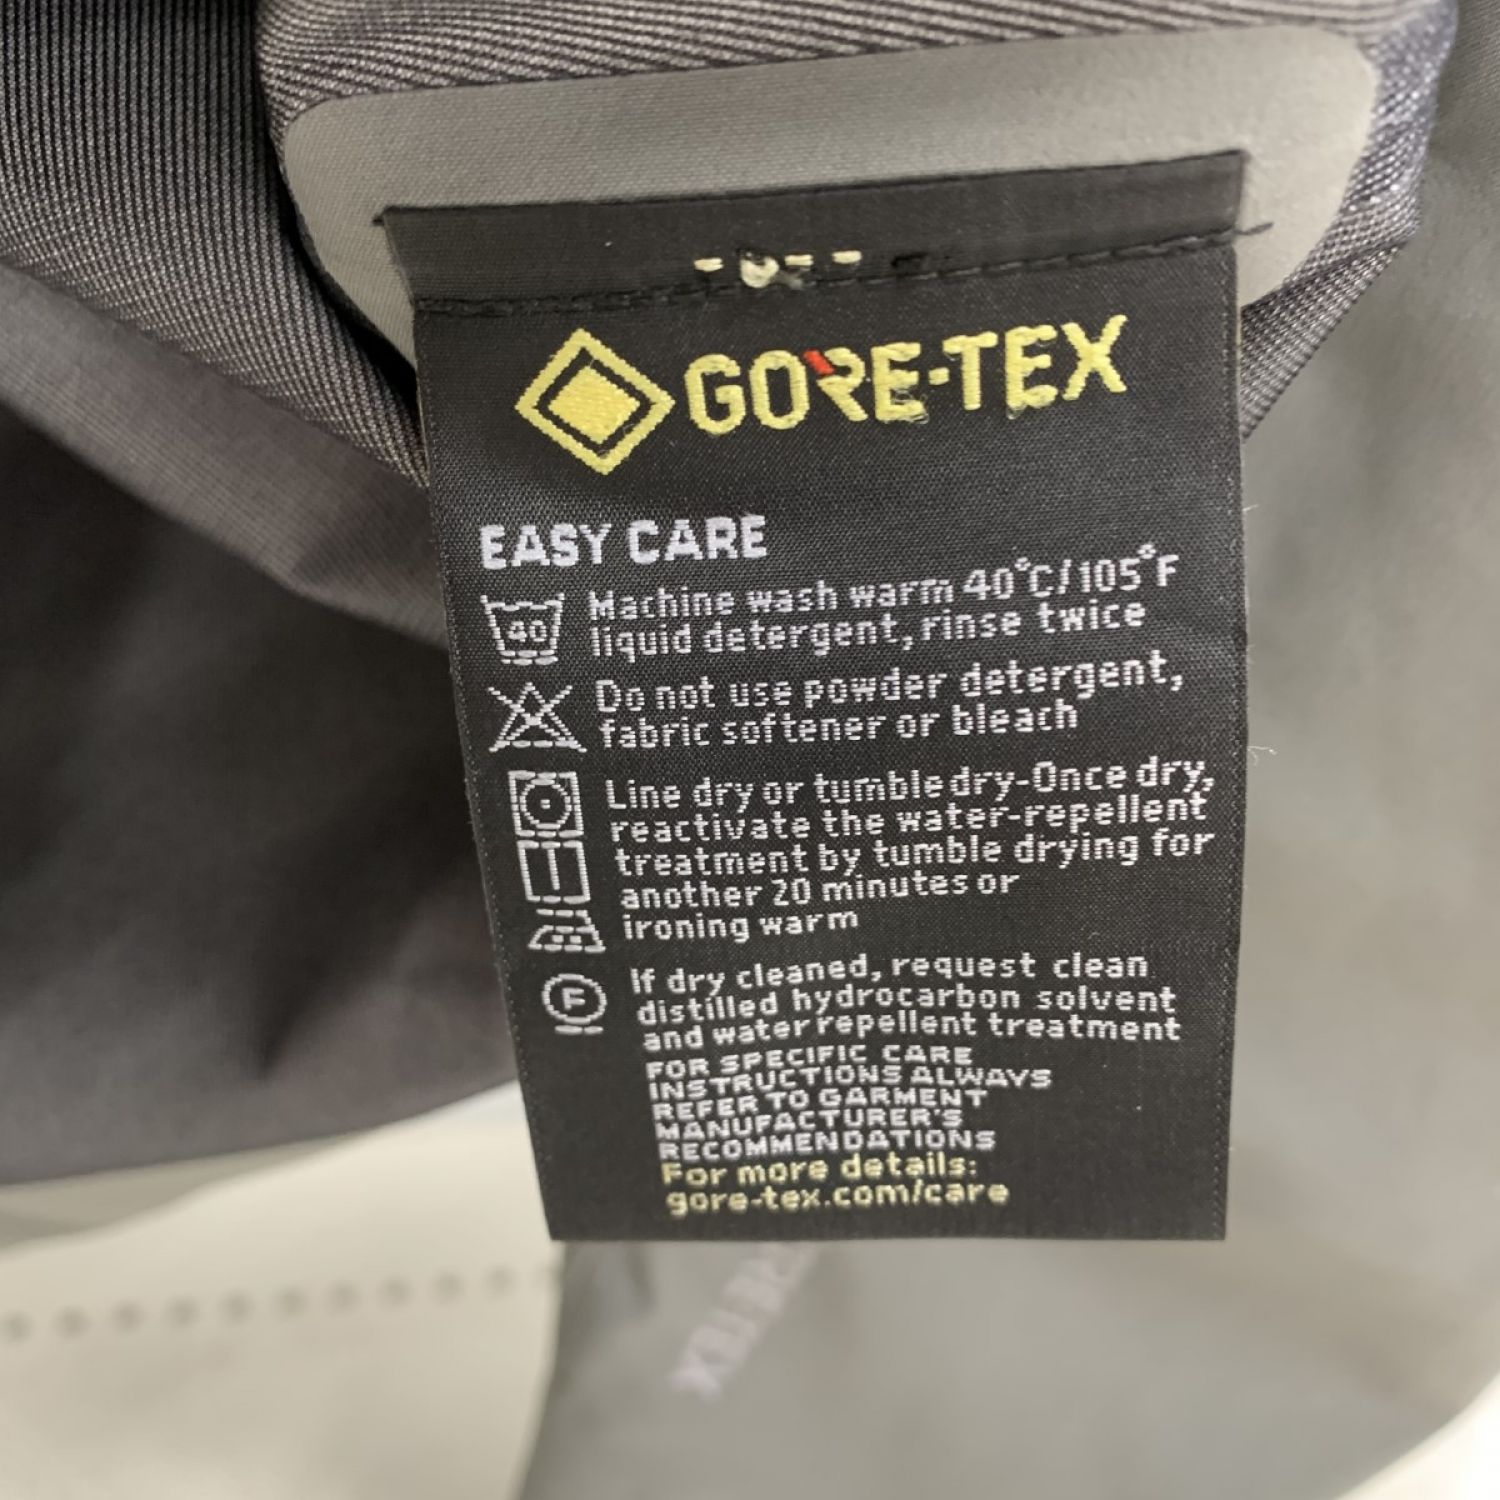 GORE-TEX
EASY CARE
40
Machine wash warm 40°C/105°F
liquid detergent, rinse twice
Do not use powder detergent,
fabric softener or bleach
Line dry or tumble dry-Once dry,
reactivate the water-repellent
treatment by tumble drying for
another 20 minutes or
ironing warm
F
If dry cleaned, request clean
distilled hydrocarbon solvent
and water repellent treatment
FOR SPECIFIC CARE
INSTRUCTIONS ALWAYS
REFER TO GARMENT
MANUFACTURER'S
RECOMMENDATIONS
For more details:
gore-tex.com/care
RE-TEX